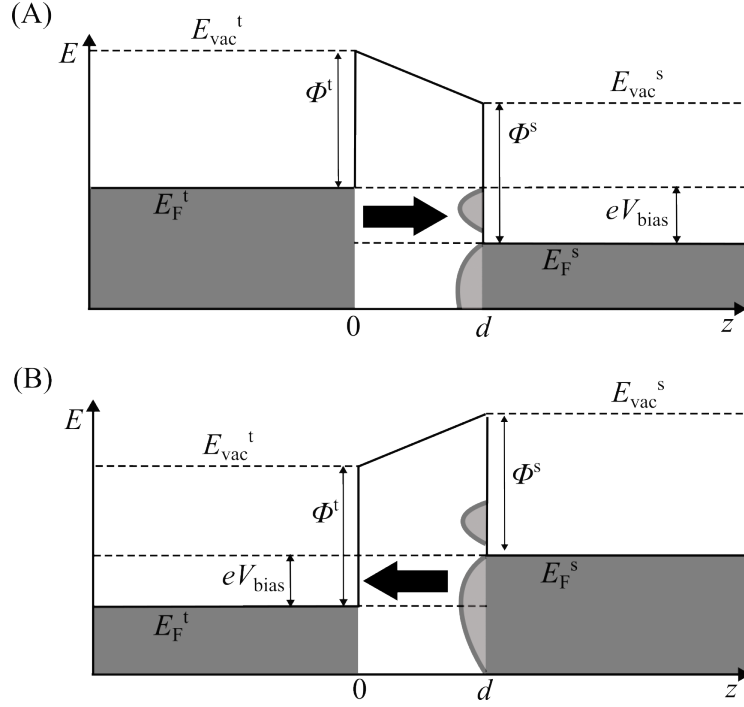 (A)
E
E_vac^t
E_vac^s
Φ^t
Φ^s
E_F^t
eV_bias
E_F^s
0
d
z
(B)
E
E_vac^s
E_vac^t
Φ^s
Φ^t
eV_bias
E_F^s
E_F^t
0
d
z